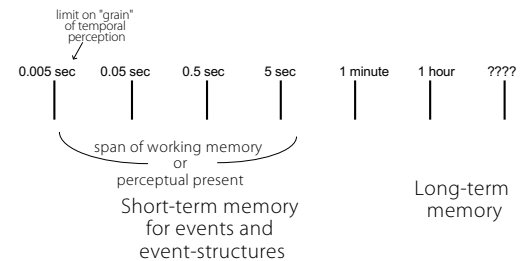 limit on "grain"
of temporal
perception
0.005 sec 0.05 sec 0.5 sec 5 sec 1 minute 1 hour ????
span of working memory
or
perceptual present
Short-term memory
for events and
event-structures
Long-term
memory